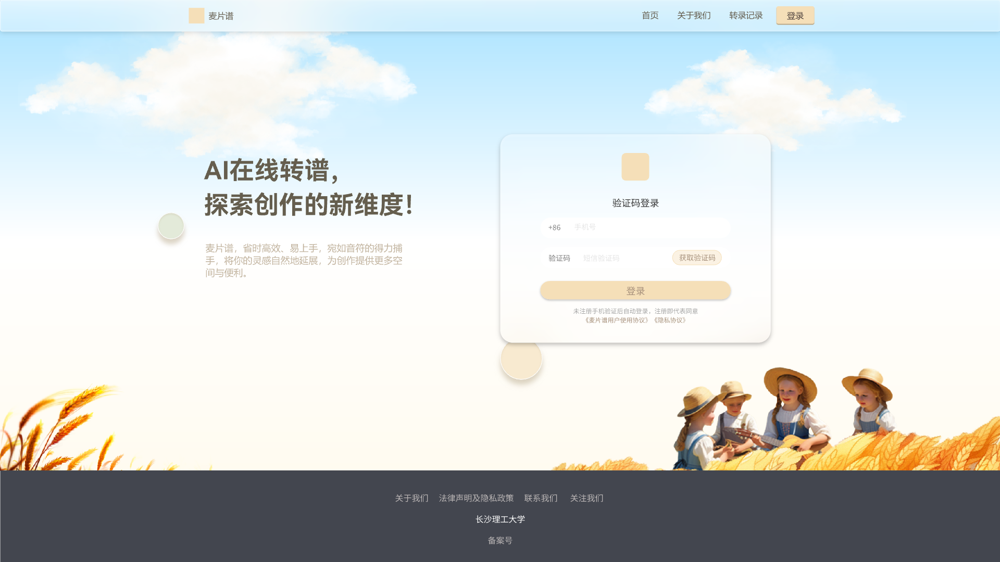 麦片谱
首页
关于我们
转录记录
登录
AI在线转谱，
探索创作的新维度！
麦片谱，省时高效、易上手，宛如音符的得力捕
手，将你的灵感自然地延展，为创作提供更多空
间与便利。
验证码登录
+86 手机号
验证码 短信验证码 获取验证码
登录
未注册手机验证后自动登录，注册即代表同意
《麦片谱用户使用协议》《隐私协议》
关于我们 法律声明及隐私政策 联系我们 关注我们
长沙理工大学
备案号